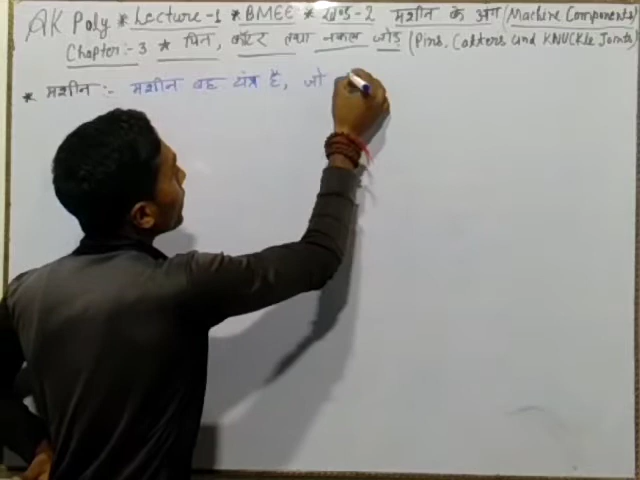 AK Poly * Lecture-1 * BMEE * खण्ड-2 मशीन के अंग (Machine Components)
Chapter:-3 * पिन, कॉटर तथा नकल जोड़ (Pins, Cotters and KNUCKle Joints)
* मशीन:- मशीन वह यंत्र है, जो